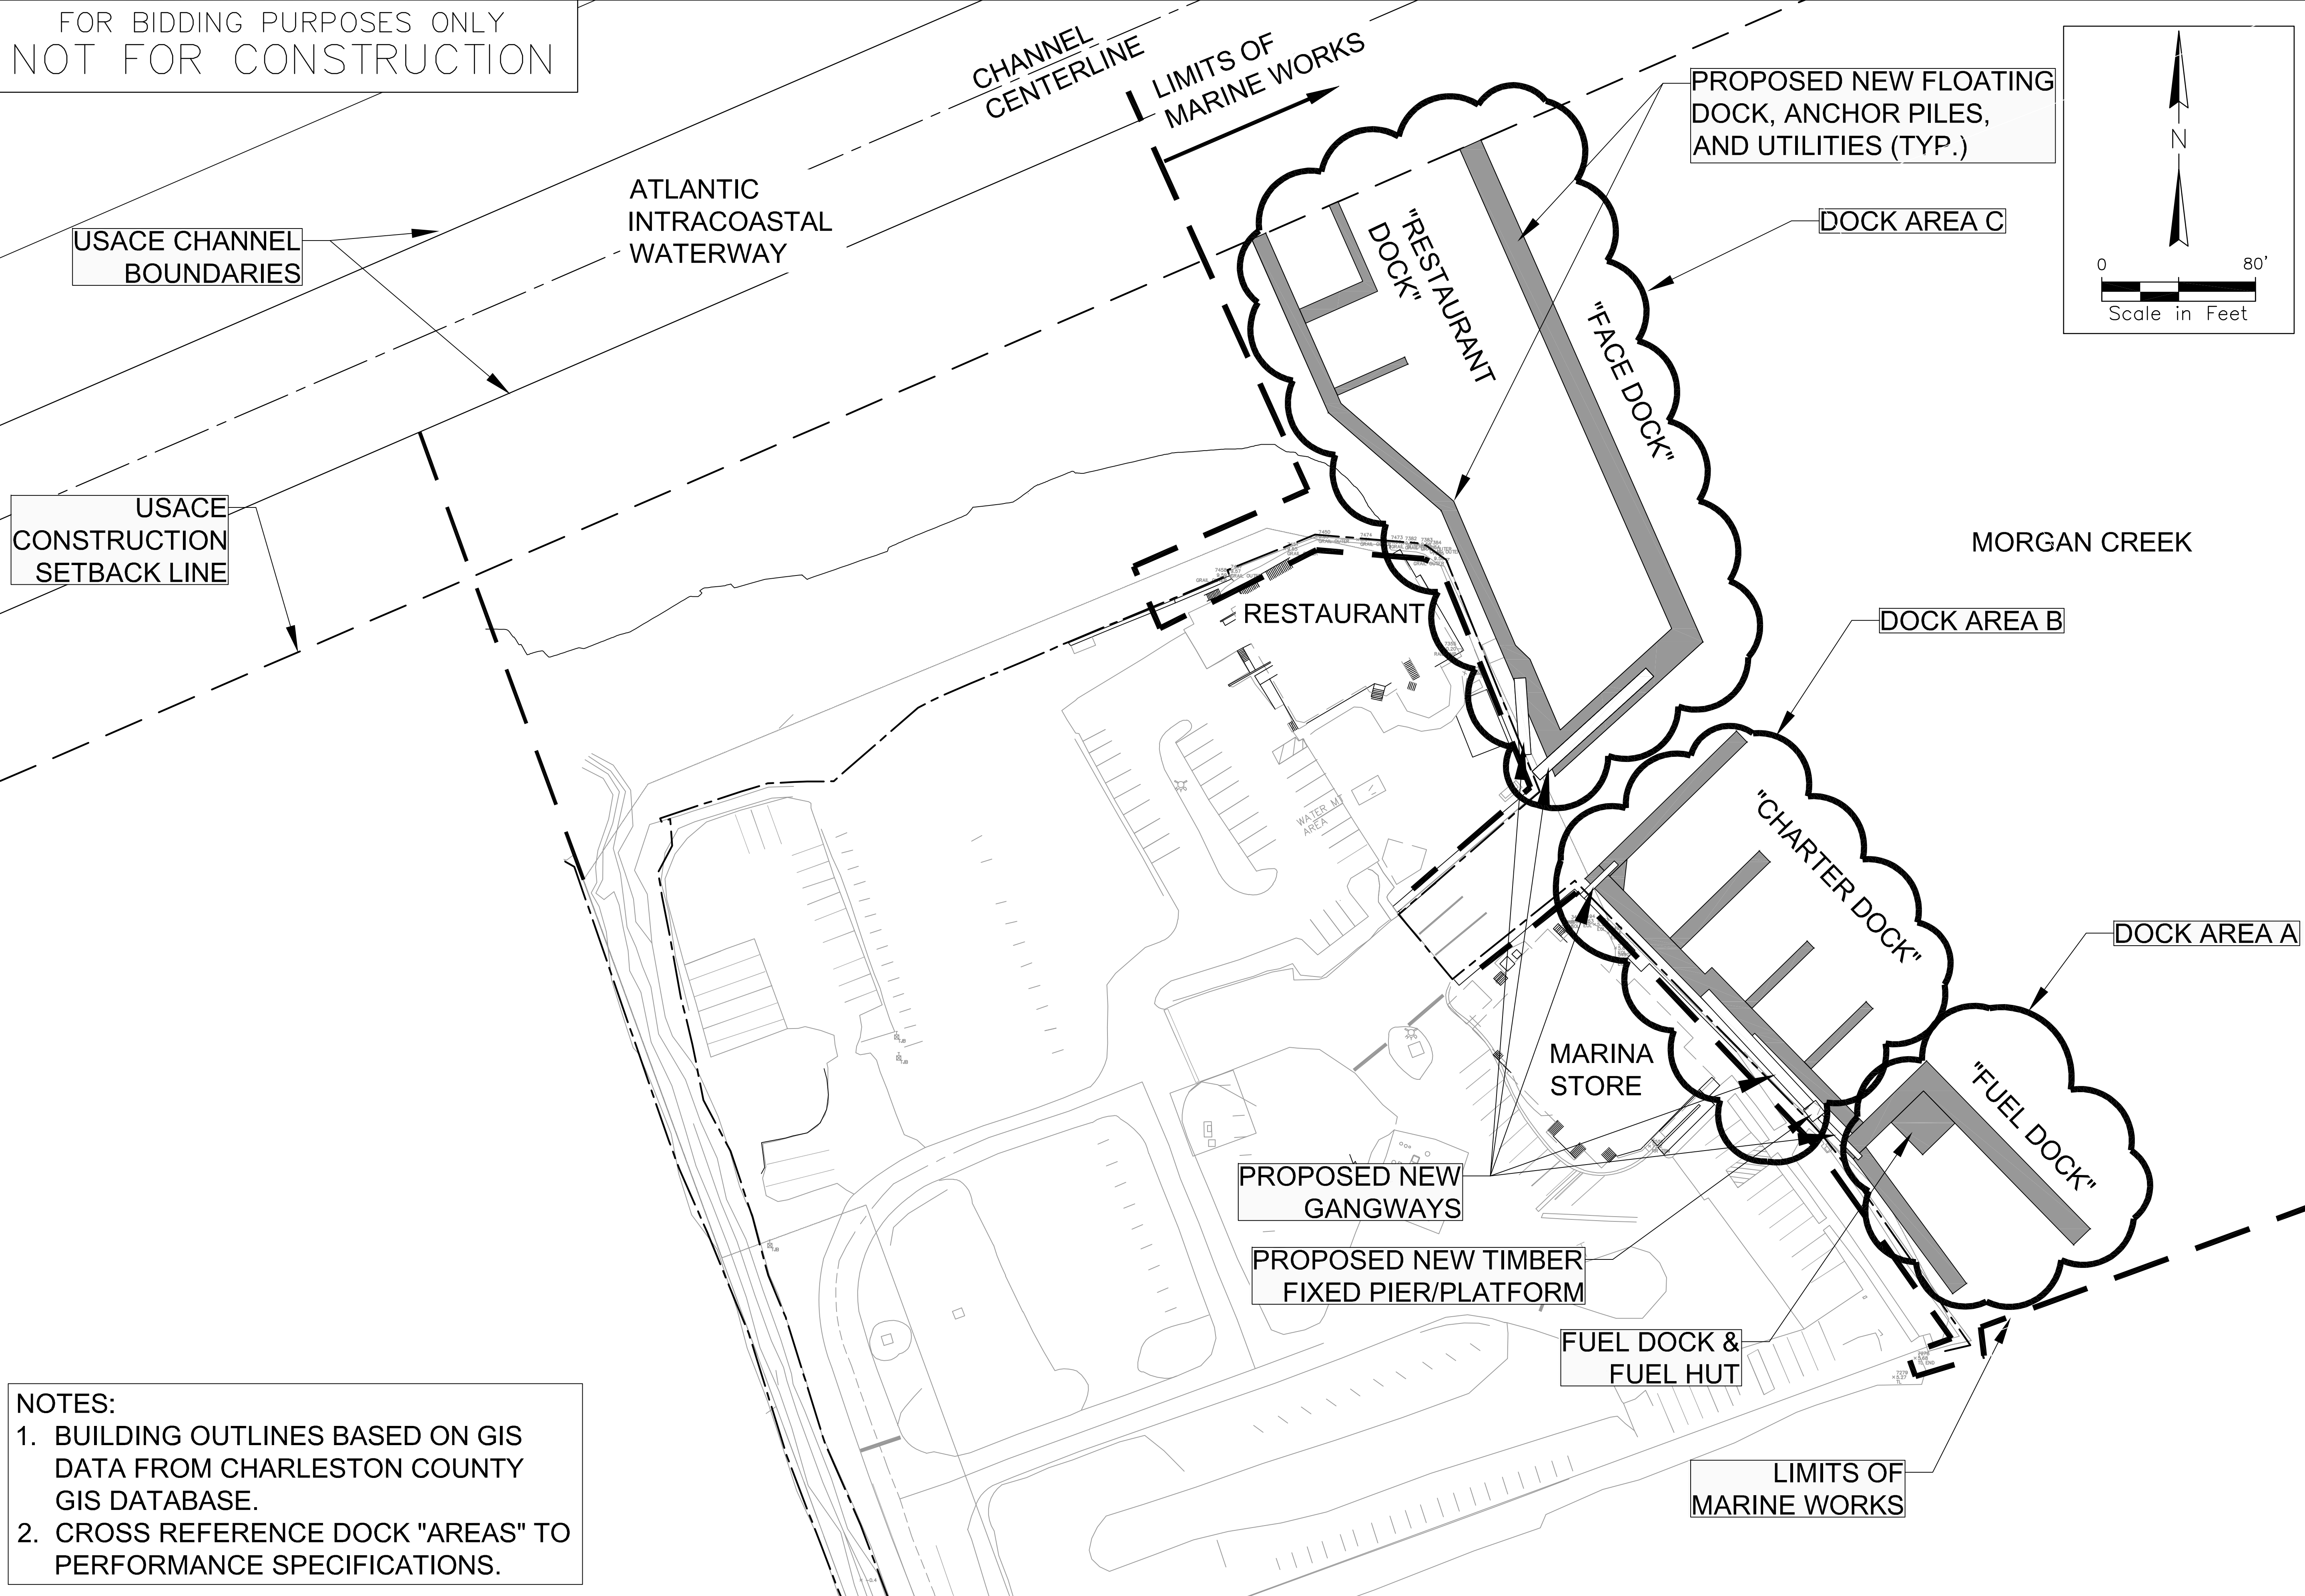 FOR BIDDING PURPOSES ONLY
NOT FOR CONSTRUCTION
CHANNEL
CENTERLINE
LIMITS OF
MARINE WORKS
PROPOSED NEW FLOATING
DOCK, ANCHOR PILES,
AND UTILITIES (TYP.)
N
0 80'
Scale in Feet
ATLANTIC
INTRACOASTAL
WATERWAY
USACE CHANNEL
BOUNDARIES
DOCK AREA C
"RESTAURANT
DOCK"
"FACE DOCK"
USACE
CONSTRUCTION
SETBACK LINE
MORGAN CREEK
RESTAURANT
DOCK AREA B
WATER MT
AREA
"CHARTER DOCK"
DOCK AREA A
MARINA
STORE
"FUEL DOCK"
PROPOSED NEW
GANGWAYS
PROPOSED NEW TIMBER
FIXED PIER/PLATFORM
FUEL DOCK &
FUEL HUT
LIMITS OF
MARINE WORKS
NOTES:
1. BUILDING OUTLINES BASED ON GIS
DATA FROM CHARLESTON COUNTY
GIS DATABASE.
2. CROSS REFERENCE DOCK "AREAS" TO
PERFORMANCE SPECIFICATIONS.